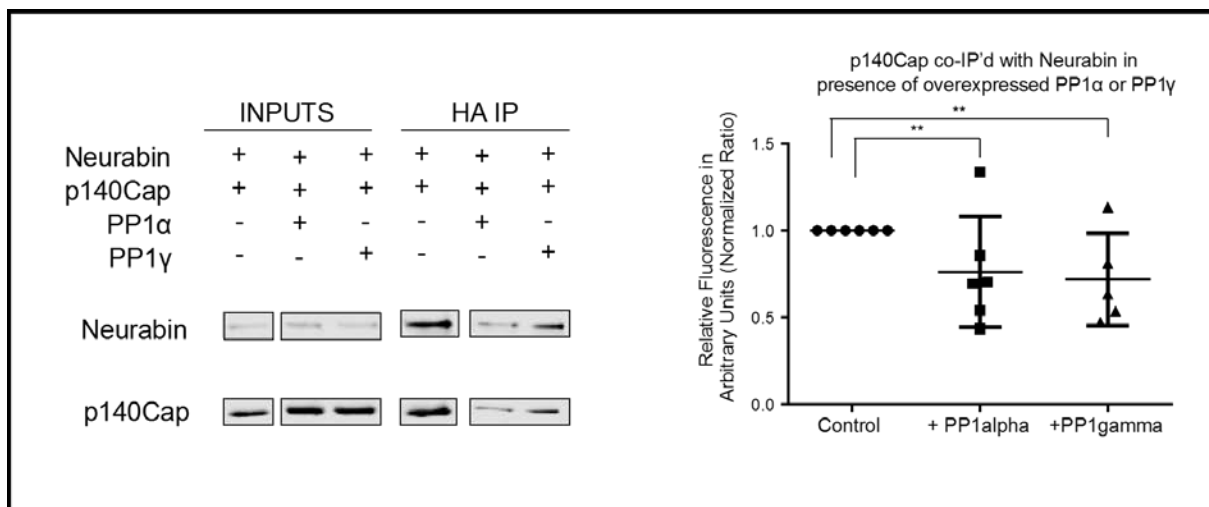 INPUTS HA IP
Neurabin + + + + + +
p140Cap + + + + + +
PP1α - + - - + -
PP1γ - - + - - +
Neurabin
p140Cap
p140Cap co-IP'd with Neurabin in
presence of overexpressed PP1α or PP1γ
**
**
Relative Fluorescence in
Arbitrary Units (Normalized Ratio)
1.5
1.0
0.5
0.0
Control + PP1alpha +PP1gamma